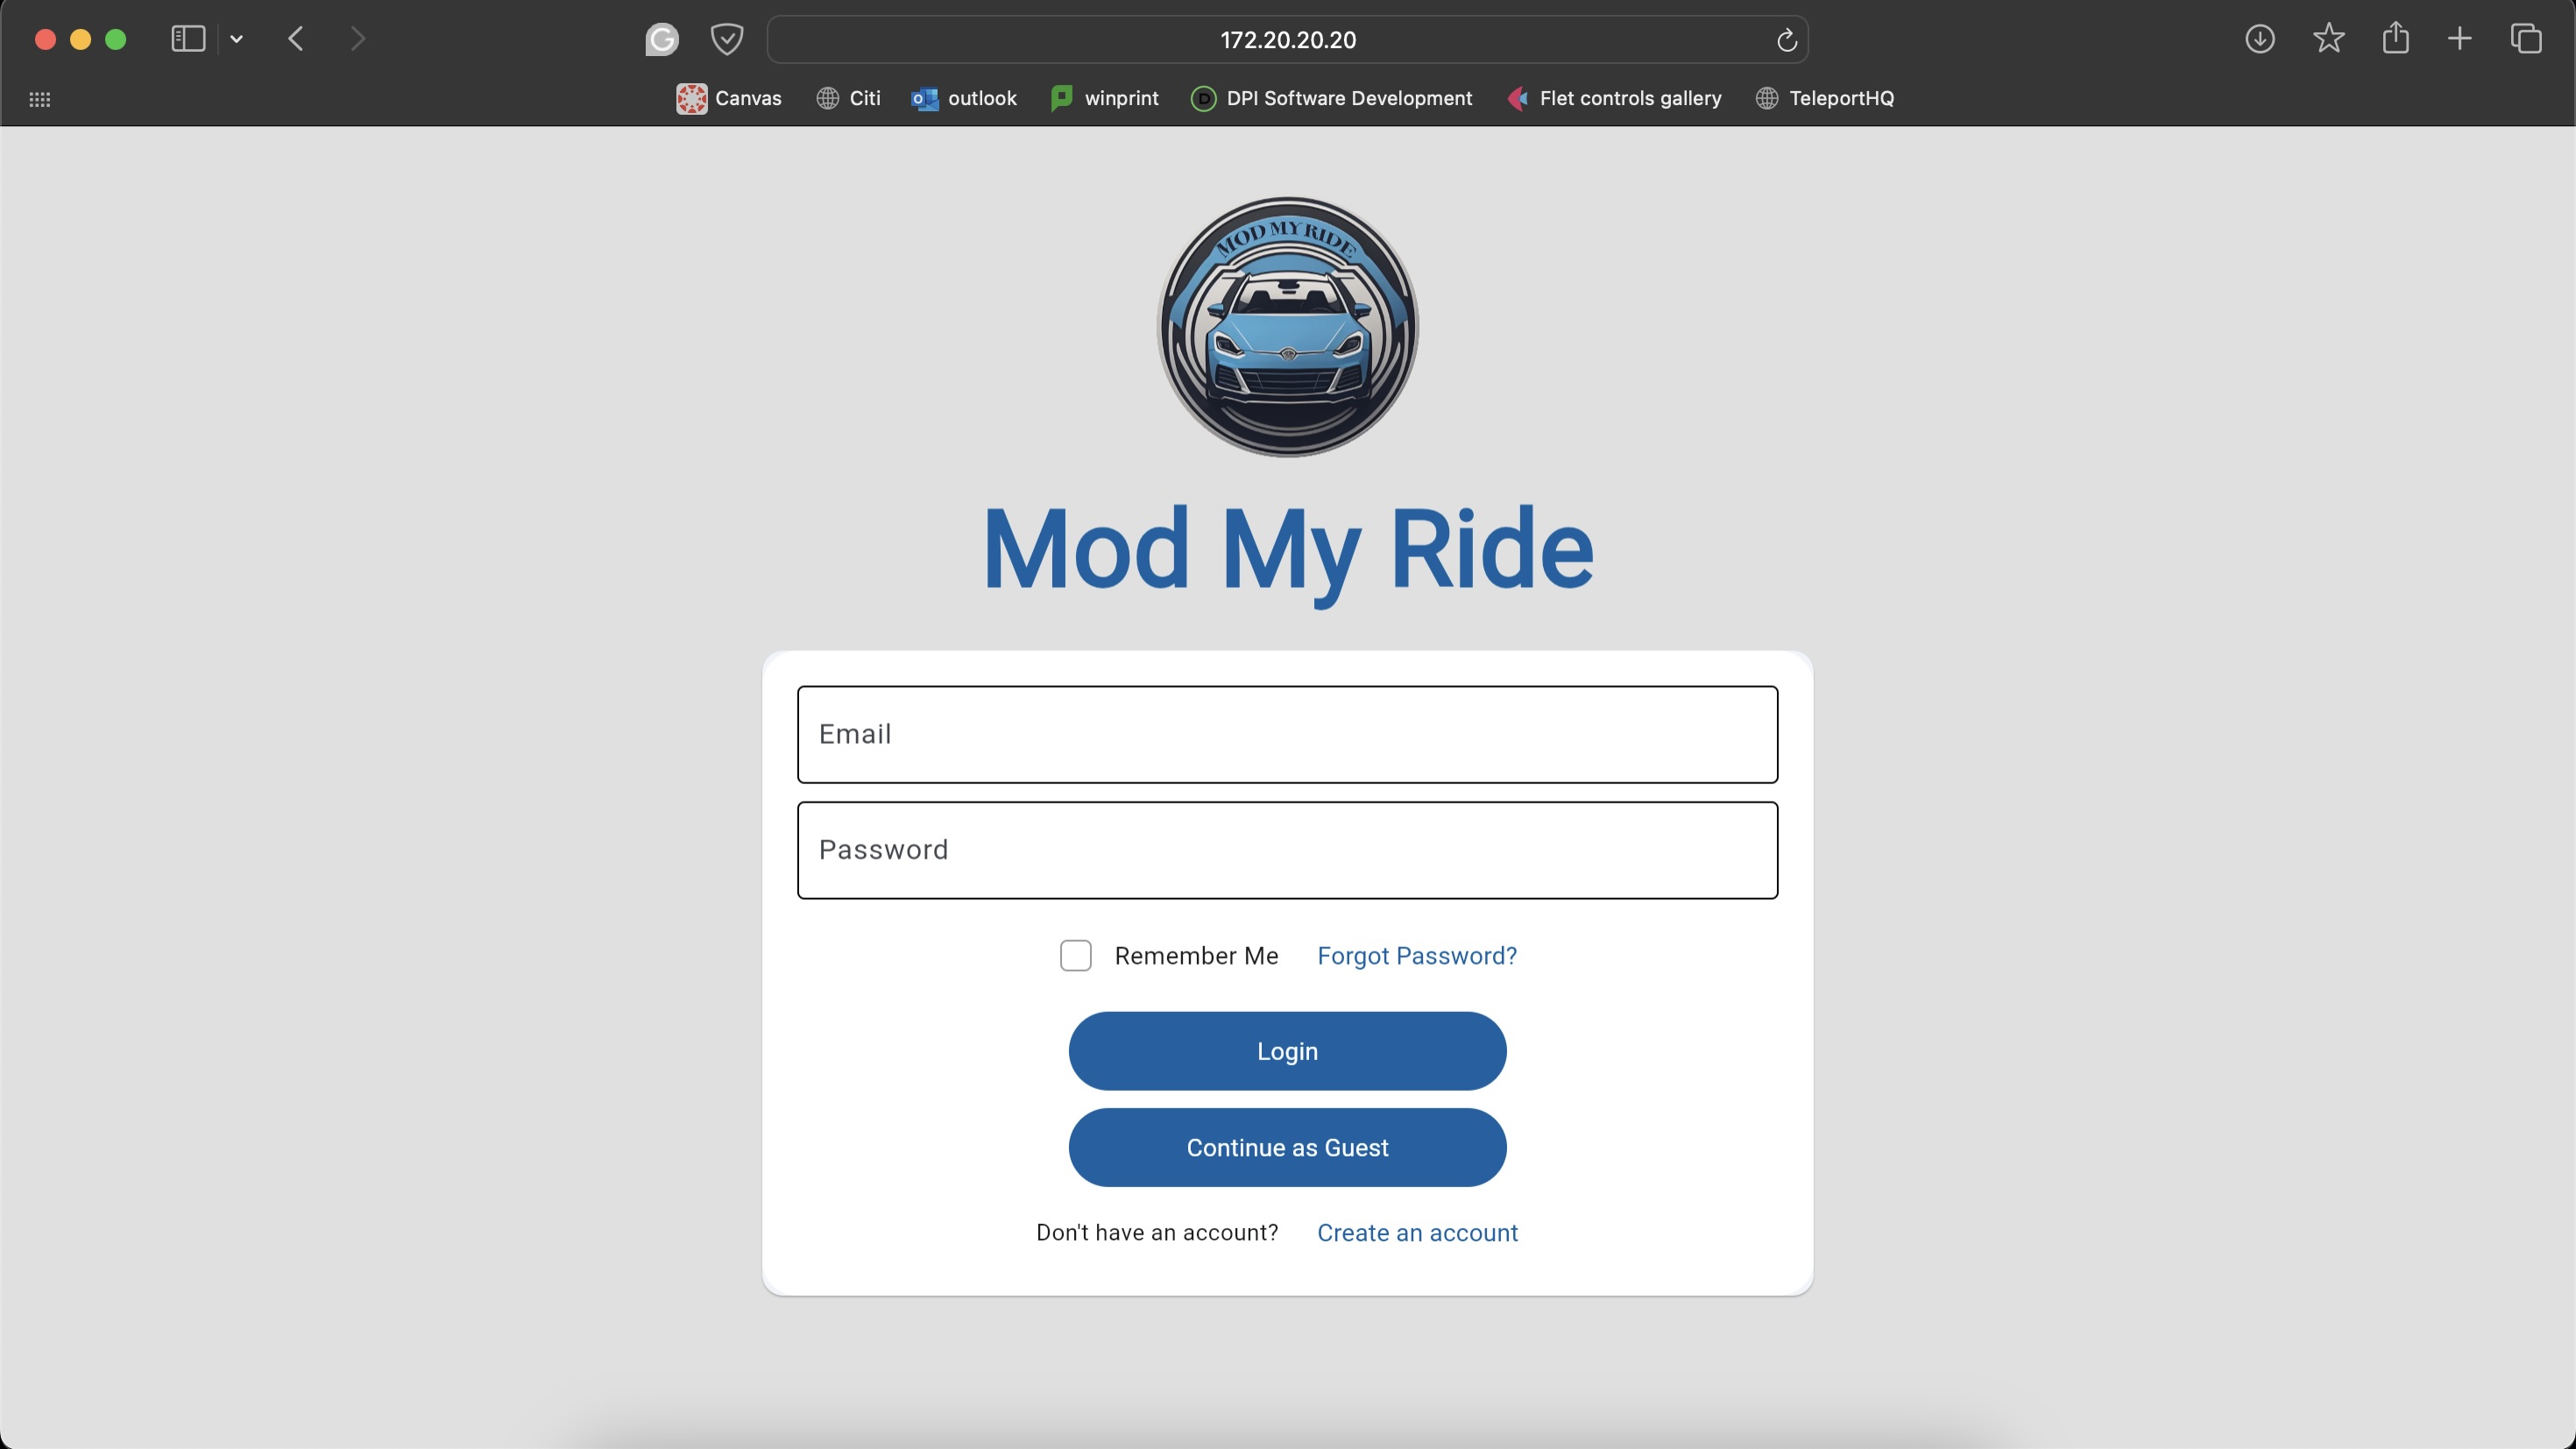 172.20.20.20
Canvas Citi outlook winprint DPI Software Development Flet controls gallery TeleportHQ
MOD MY RIDE
Mod My Ride
Email
Password
Remember Me Forgot Password?
Login
Continue as Guest
Don't have an account? Create an account